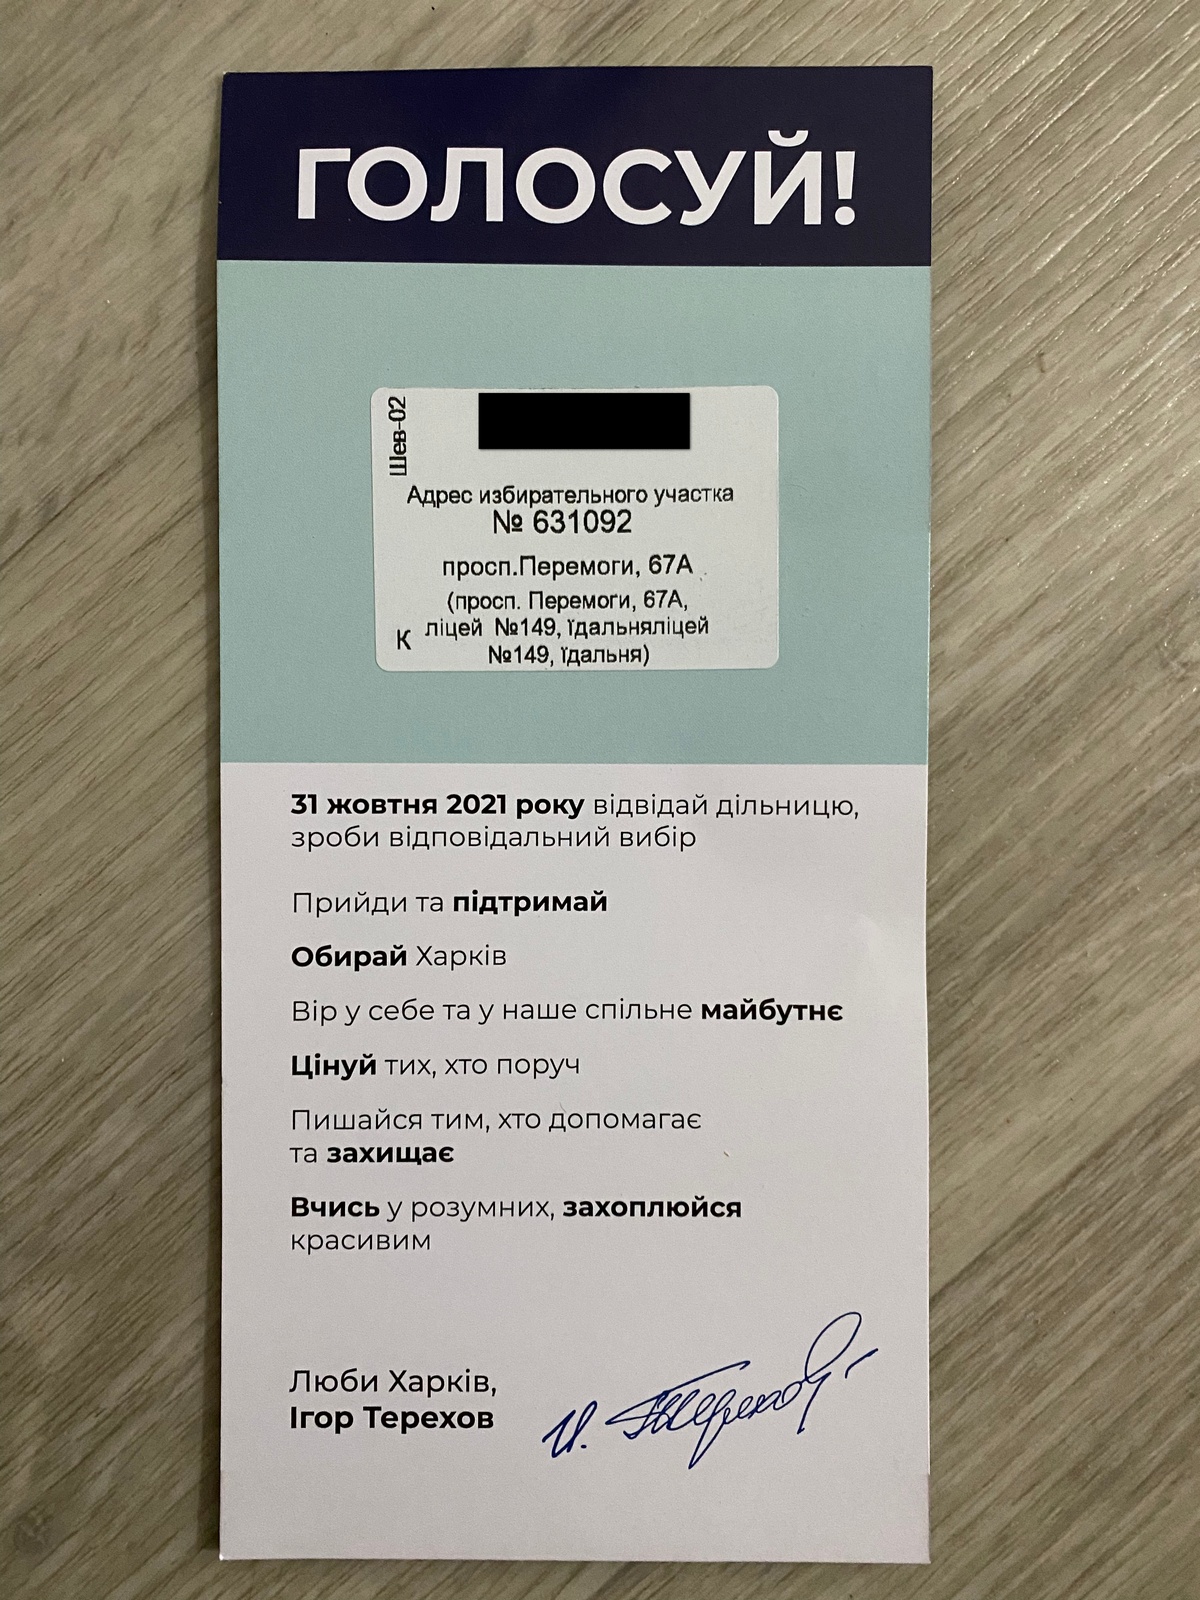 ГОЛОСУЙ!
Шев-02
Адрес избирательного участка
№ 631092
просп.Перемоги, 67А
(просп. Перемоги, 67А,
ліцей №149, їдальняліцей
№149, їдальня)
К
31 жовтня 2021 року відвідай дільницю,
зроби відповідальний вибір
Прийди та підтримай
Обирай Харків
Вір у себе та у наше спільне майбутнє
Цінуй тих, хто поруч
Пишайся тим, хто допомагає
та захищає
Вчись у розумних, захоплюйся
красивим
Люби Харків,
Ігор Терехов
И. Терехов